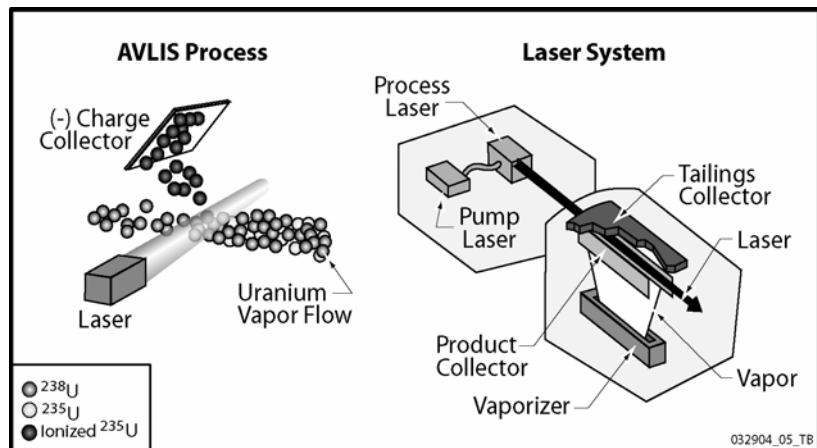 AVLIS Process
(-) Charge
Collector
Laser
Uranium
Vapor Flow
²³⁸U
²³⁵U
Ionized ²³⁵U
Laser System
Process
Laser
Pump
Laser
Tailings
Collector
Laser
Product
Collector
Vaporizer
Vapor
032904_05_TB